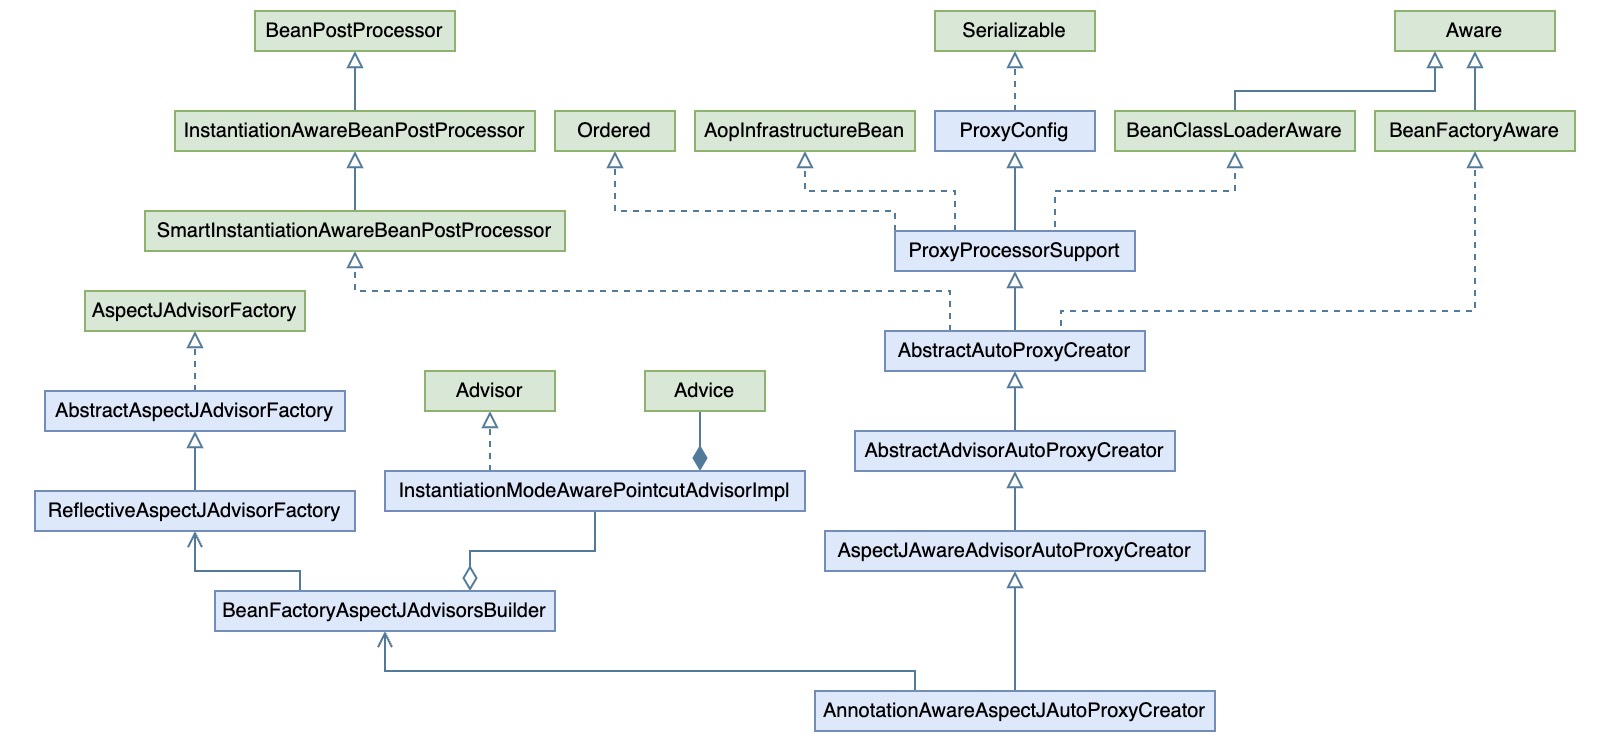 BeanPostProcessor
Serializable
Aware
InstantiationAwareBeanPostProcessor
Ordered
AopInfrastructureBean
ProxyConfig
BeanClassLoaderAware
BeanFactoryAware
SmartInstantiationAwareBeanPostProcessor
ProxyProcessorSupport
AspectJAdvisorFactory
AbstractAutoProxyCreator
AbstractAspectJAdvisorFactory
Advisor
Advice
AbstractAdvisorAutoProxyCreator
ReflectiveAspectJAdvisorFactory
InstantiationModeAwarePointcutAdvisorImpl
AspectJAwareAdvisorAutoProxyCreator
BeanFactoryAspectJAdvisorsBuilder
AnnotationAwareAspectJAutoProxyCreator